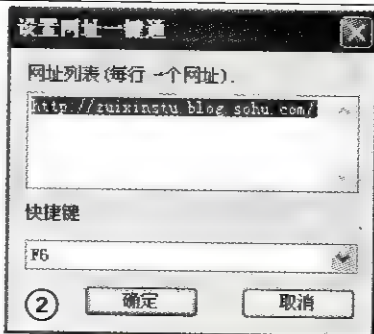 设置网址一键通
网址列表(每行一个网址).
http://zuixinstu.blog.sohu.com/
快捷键
F6
② 确定 取消